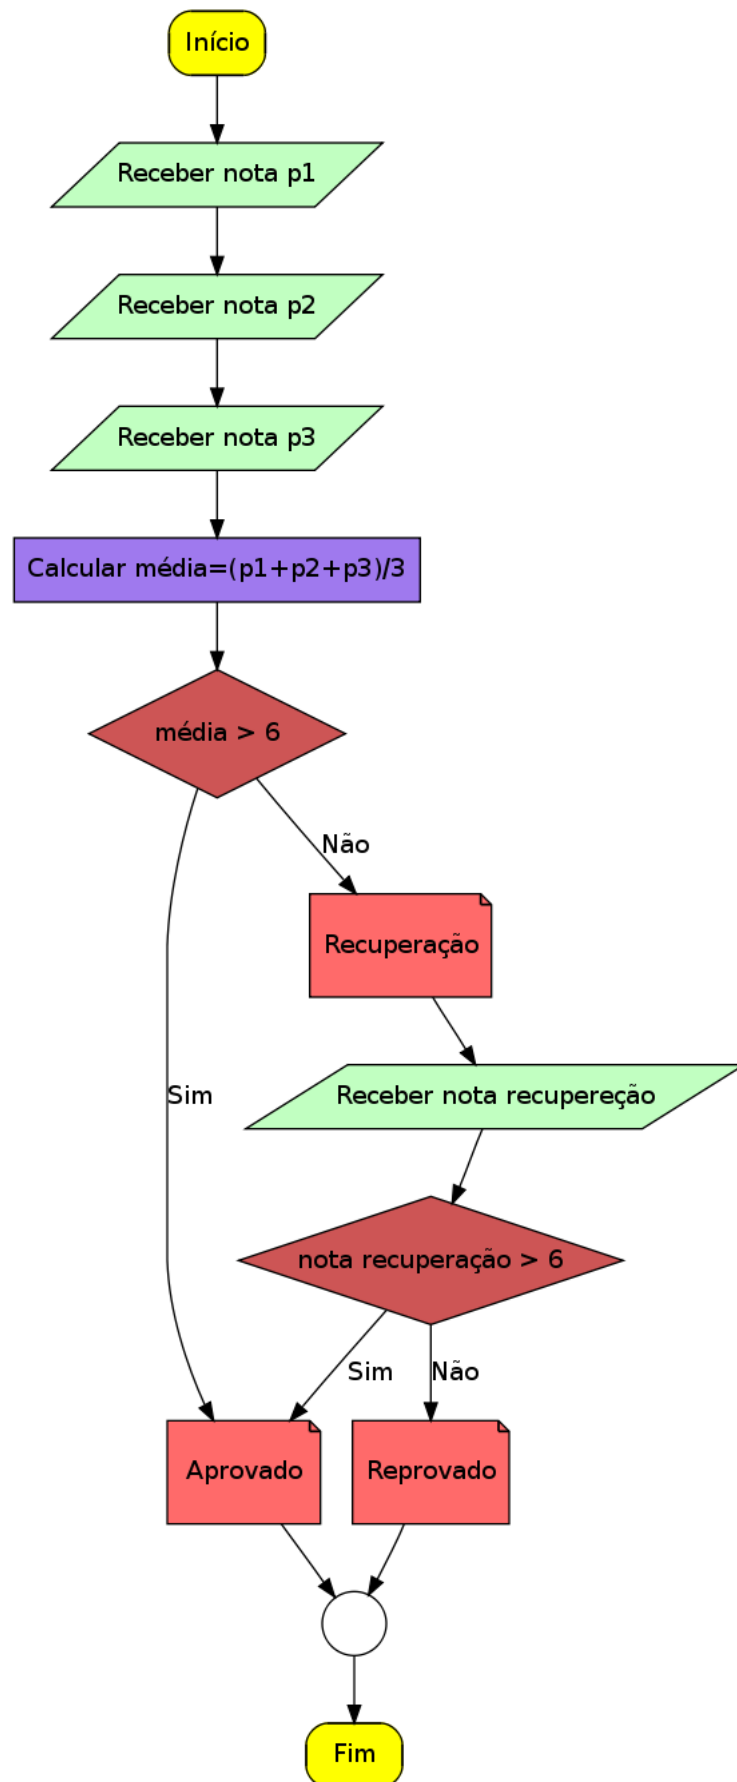 Início
Receber nota p1
Receber nota p2
Receber nota p3
Calcular média=(p1+p2+p3)/3
média > 6
Não
Recuperação
Sim
Receber nota recupereção
nota recuperação > 6
Sim
Não
Aprovado
Reprovado
Fim